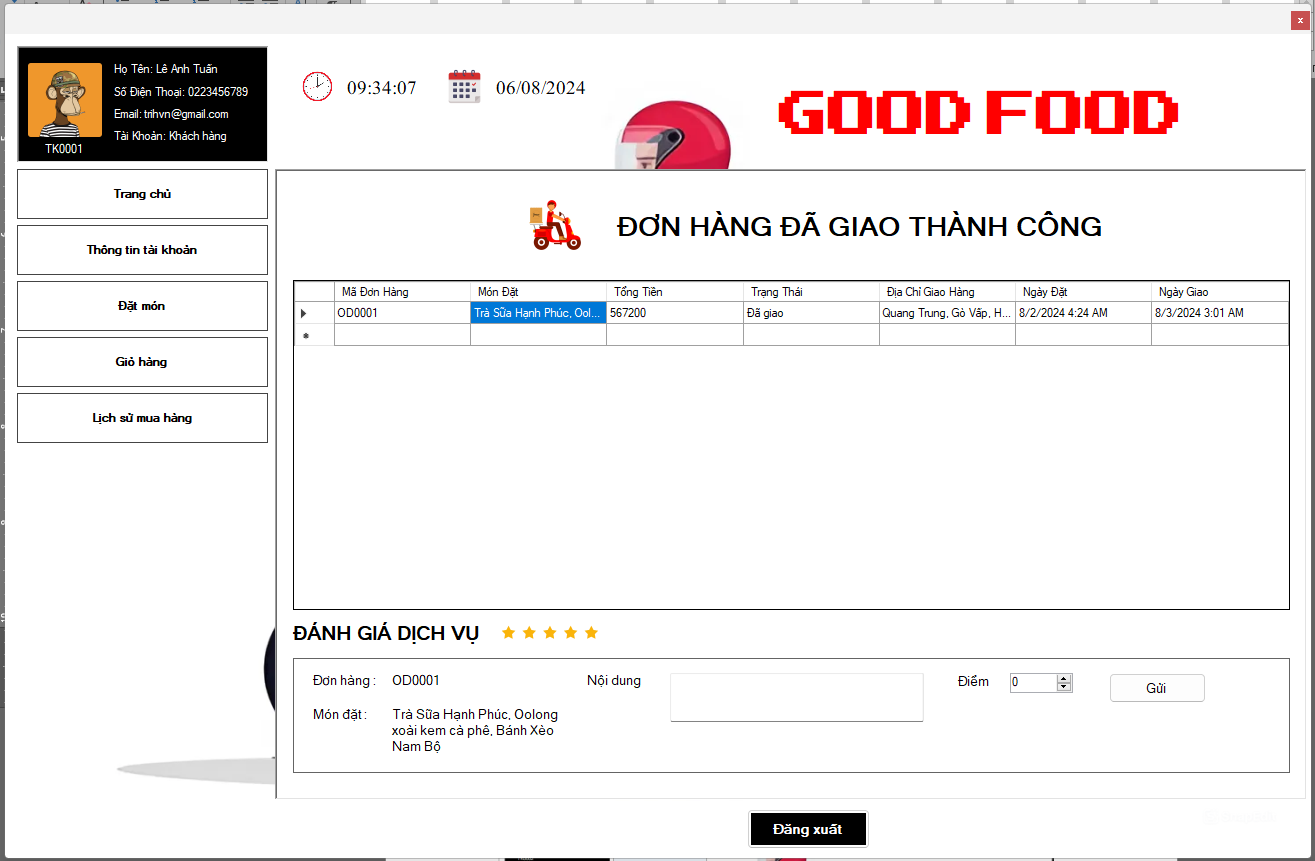 x
Họ Tên: Lê Anh Tuấn
Số Điện Thoại: 0223456789
Email: trihvn@gmail.com
Tài Khoản: Khách hàng
TK0001
09:34:07
06/08/2024
GOOD FOOD
Trang chủ
Thông tin tài khoản
Đặt món
Giỏ hàng
Lịch sử mua hàng
ĐƠN HÀNG ĐÃ GIAO THÀNH CÔNG
Mã Đơn Hàng Món Đặt Tổng Tiền Trạng Thái Địa Chỉ Giao Hàng Ngày Đặt Ngày Giao
OD0001 Trà Sữa Hạnh Phúc, Ool... 567200 Đã giao Quang Trung, Gò Vấp, H... 8/2/2024 4:24 AM 8/3/2024 3:01 AM
ĐÁNH GIÁ DỊCH VỤ
Đơn hàng : OD0001 Nội dung Điểm 0 Gửi
Món đặt : Trà Sữa Hạnh Phúc, Oolong
xoài kem cà phê, Bánh Xèo
Nam Bộ
Đăng xuất